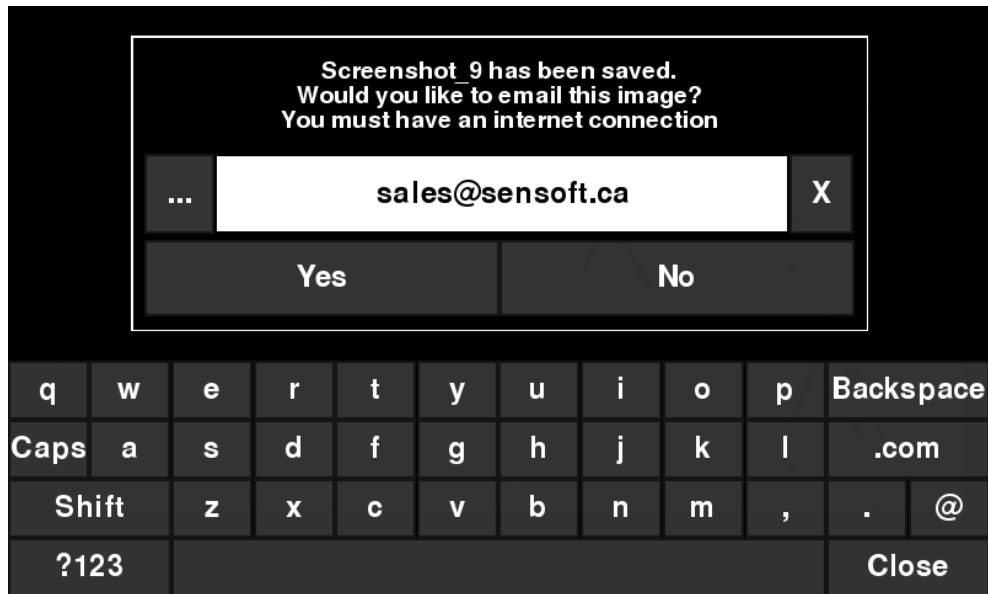 Screenshot_9 has been saved.
Would you like to email this image?
You must have an internet connection
... sales@sensoft.ca X
Yes No
q w e r t y u i o p Backspace
Caps a s d f g h j k l .com
Shift z x c v b n m , . @
?123 Close